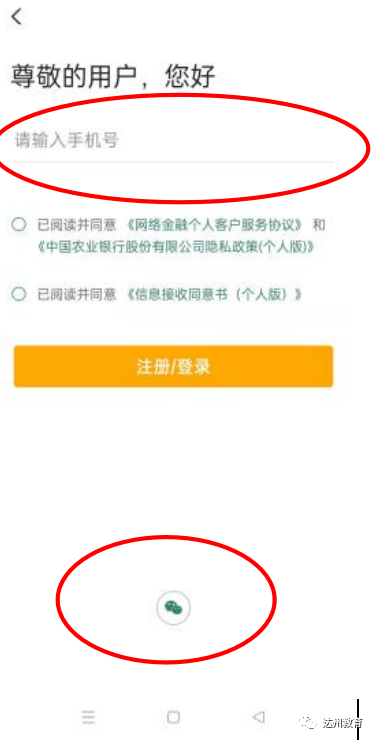 尊敬的用户，您好
请输入手机号
已阅读并同意 《网络金融个人客户服务协议》 和
《中国农业银行股份有限公司隐私政策(个人版)》
已阅读并同意 《信息接收同意书（个人版）》
注册/登录
达州教育